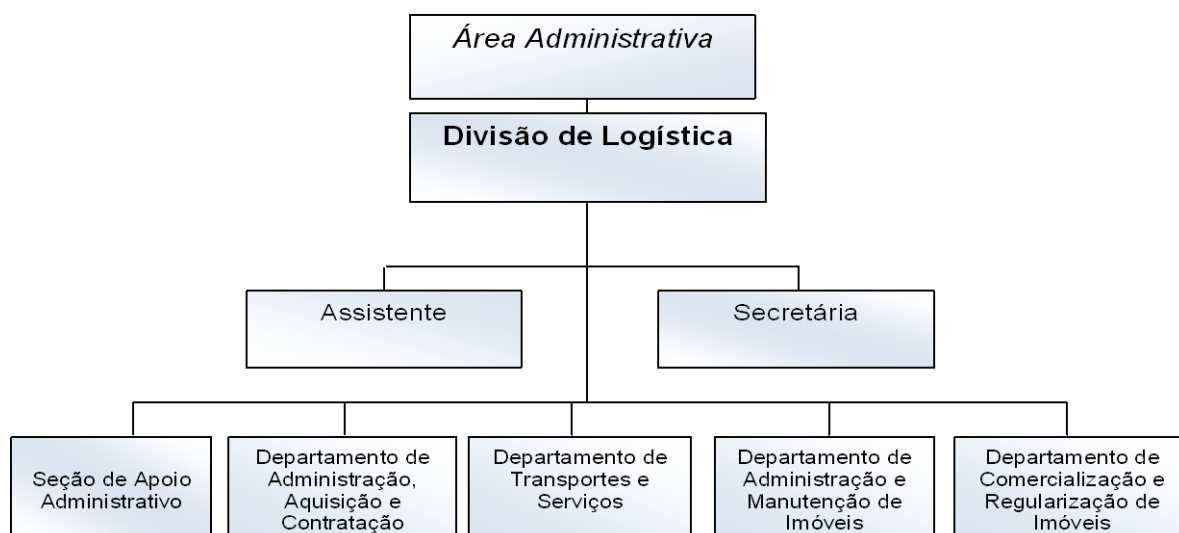 Área Administrativa
Divisão de Logística
Assistente
Secretária
Seção de Apoio
Administrativo
Departamento de
Administração,
Aquisição e
Contratação
Departamento de
Transportes e
Serviços
Departamento de
Administração e
Manutenção de
Imóveis
Departamento de
Comercialização e
Regularização de
Imóveis